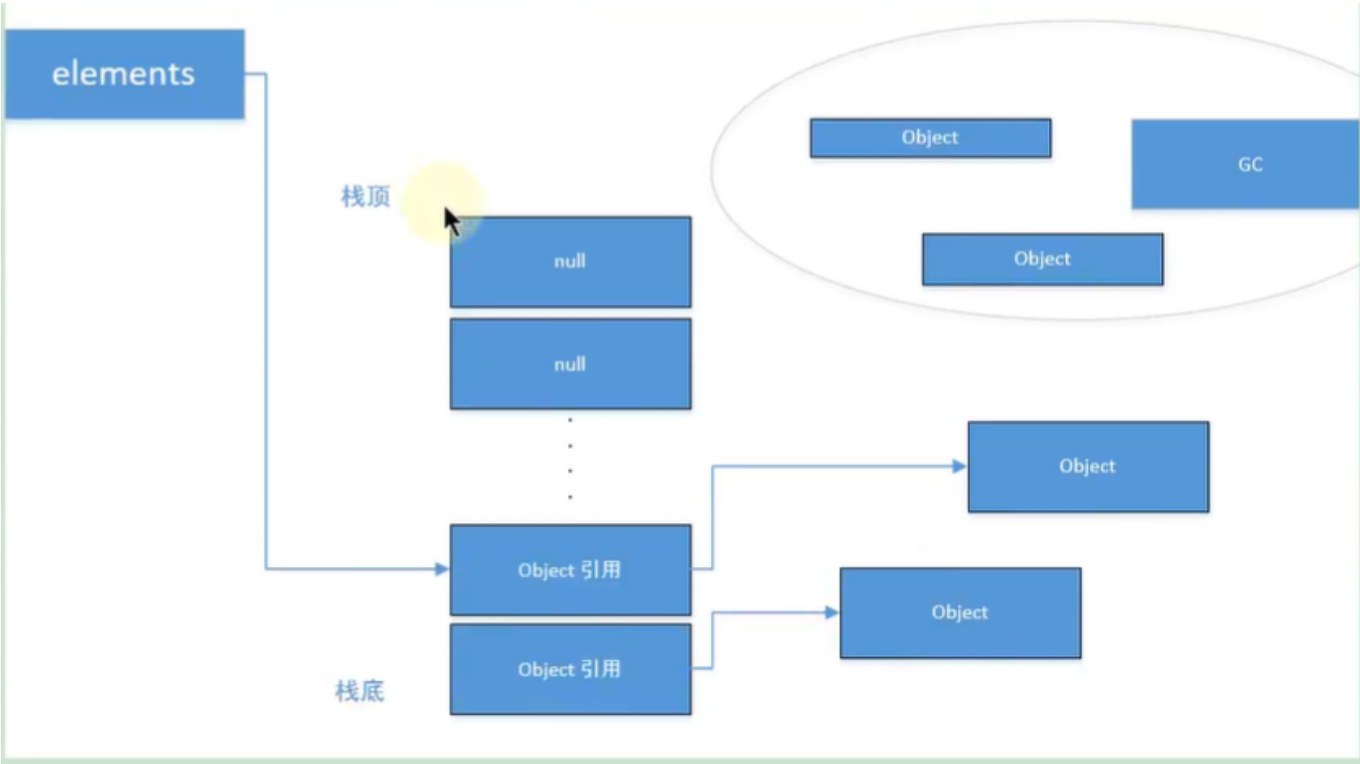 elements
Object
GC
栈顶
null
Object
null
Object
Object 引用
Object
Object 引用
栈底